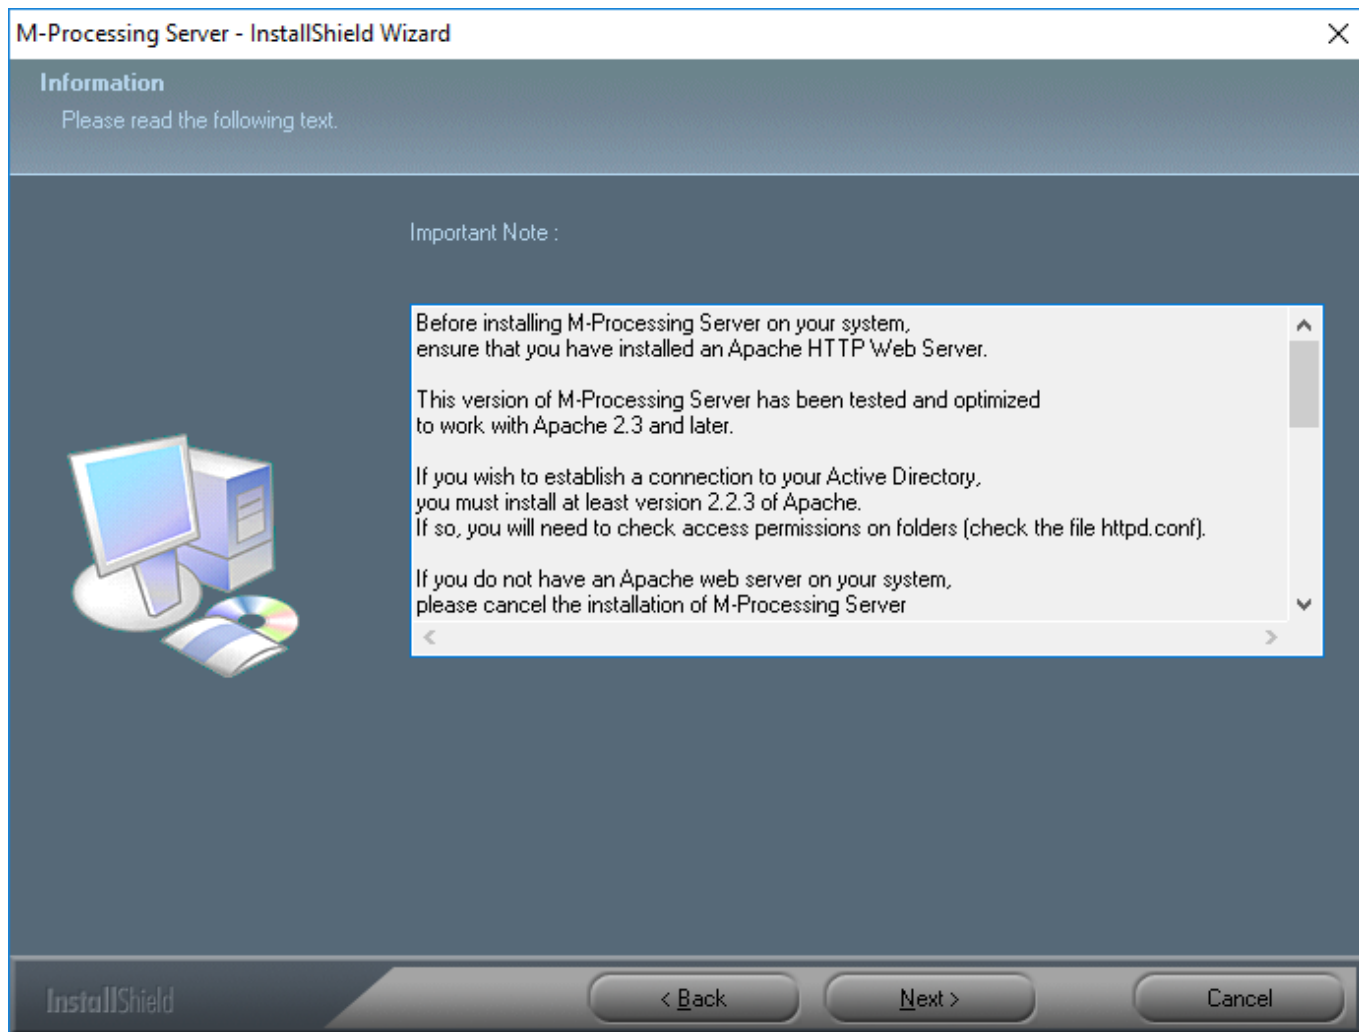 M-Processing Server - InstallShield Wizard
Information
Please read the following text.
Important Note :
Before installing M-Processing Server on your system,
ensure that you have installed an Apache HTTP Web Server.
This version of M-Processing Server has been tested and optimized
to work with Apache 2.3 and later.
If you wish to establish a connection to your Active Directory,
you must install at least version 2.2.3 of Apache.
If so, you will need to check access permissions on folders (check the file httpd.conf).
If you do not have an Apache web server on your system,
please cancel the installation of M-Processing Server
InstallShield
< Back
Next >
Cancel